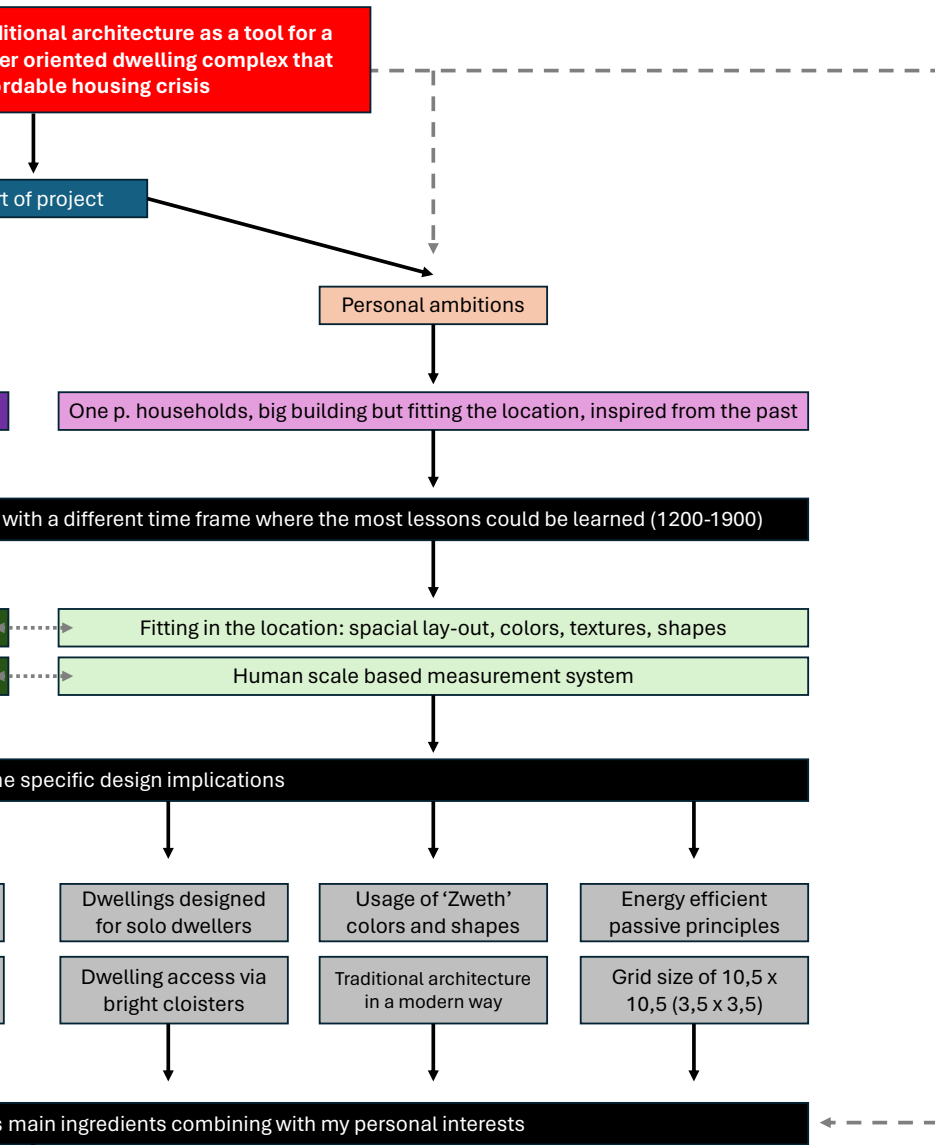 ditional architecture as a tool for a
er oriented dwelling complex that
rdable housing crisis
rt of project
Personal ambitions
One p. households, big building but fitting the location, inspired from the past
with a different time frame where the most lessons could be learned (1200-1900)
Fitting in the location: spacial lay-out, colors, textures, shapes
Human scale based measurement system
e specific design implications
Dwellings designed
for solo dwellers
Usage of ‘Zweth’
colors and shapes
Energy efficient
passive principles
Dwelling access via
bright cloisters
Traditional architecture
in a modern way
Grid size of 10,5 x
10,5 (3,5 x 3,5)
s main ingredients combining with my personal interests